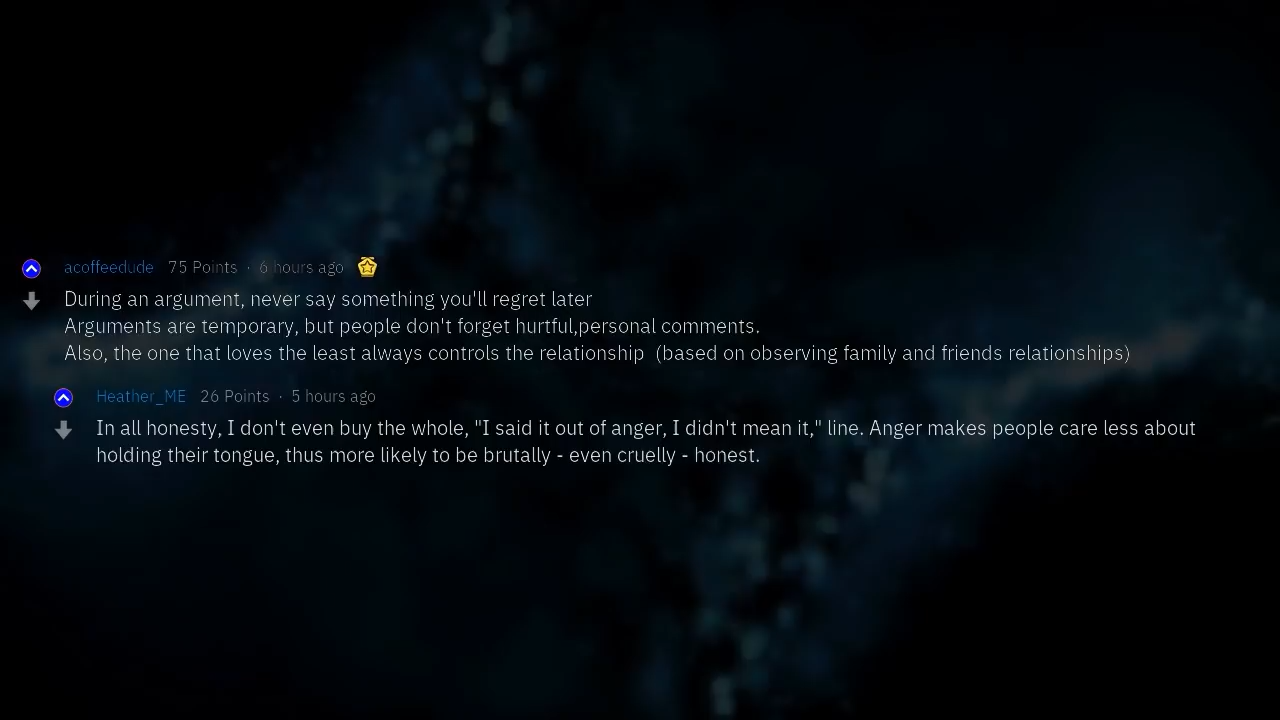 acoffeedude 75 Points · 6 hours ago
During an argument, never say something you'll regret later
Arguments are temporary, but people don't forget hurtful,personal comments.
Also, the one that loves the least always controls the relationship  (based on observing family and friends relationships)
Heather_ME 26 Points · 5 hours ago
In all honesty, I don't even buy the whole, "I said it out of anger, I didn't mean it," line. Anger makes people care less about
holding their tongue, thus more likely to be brutally - even cruelly - honest.